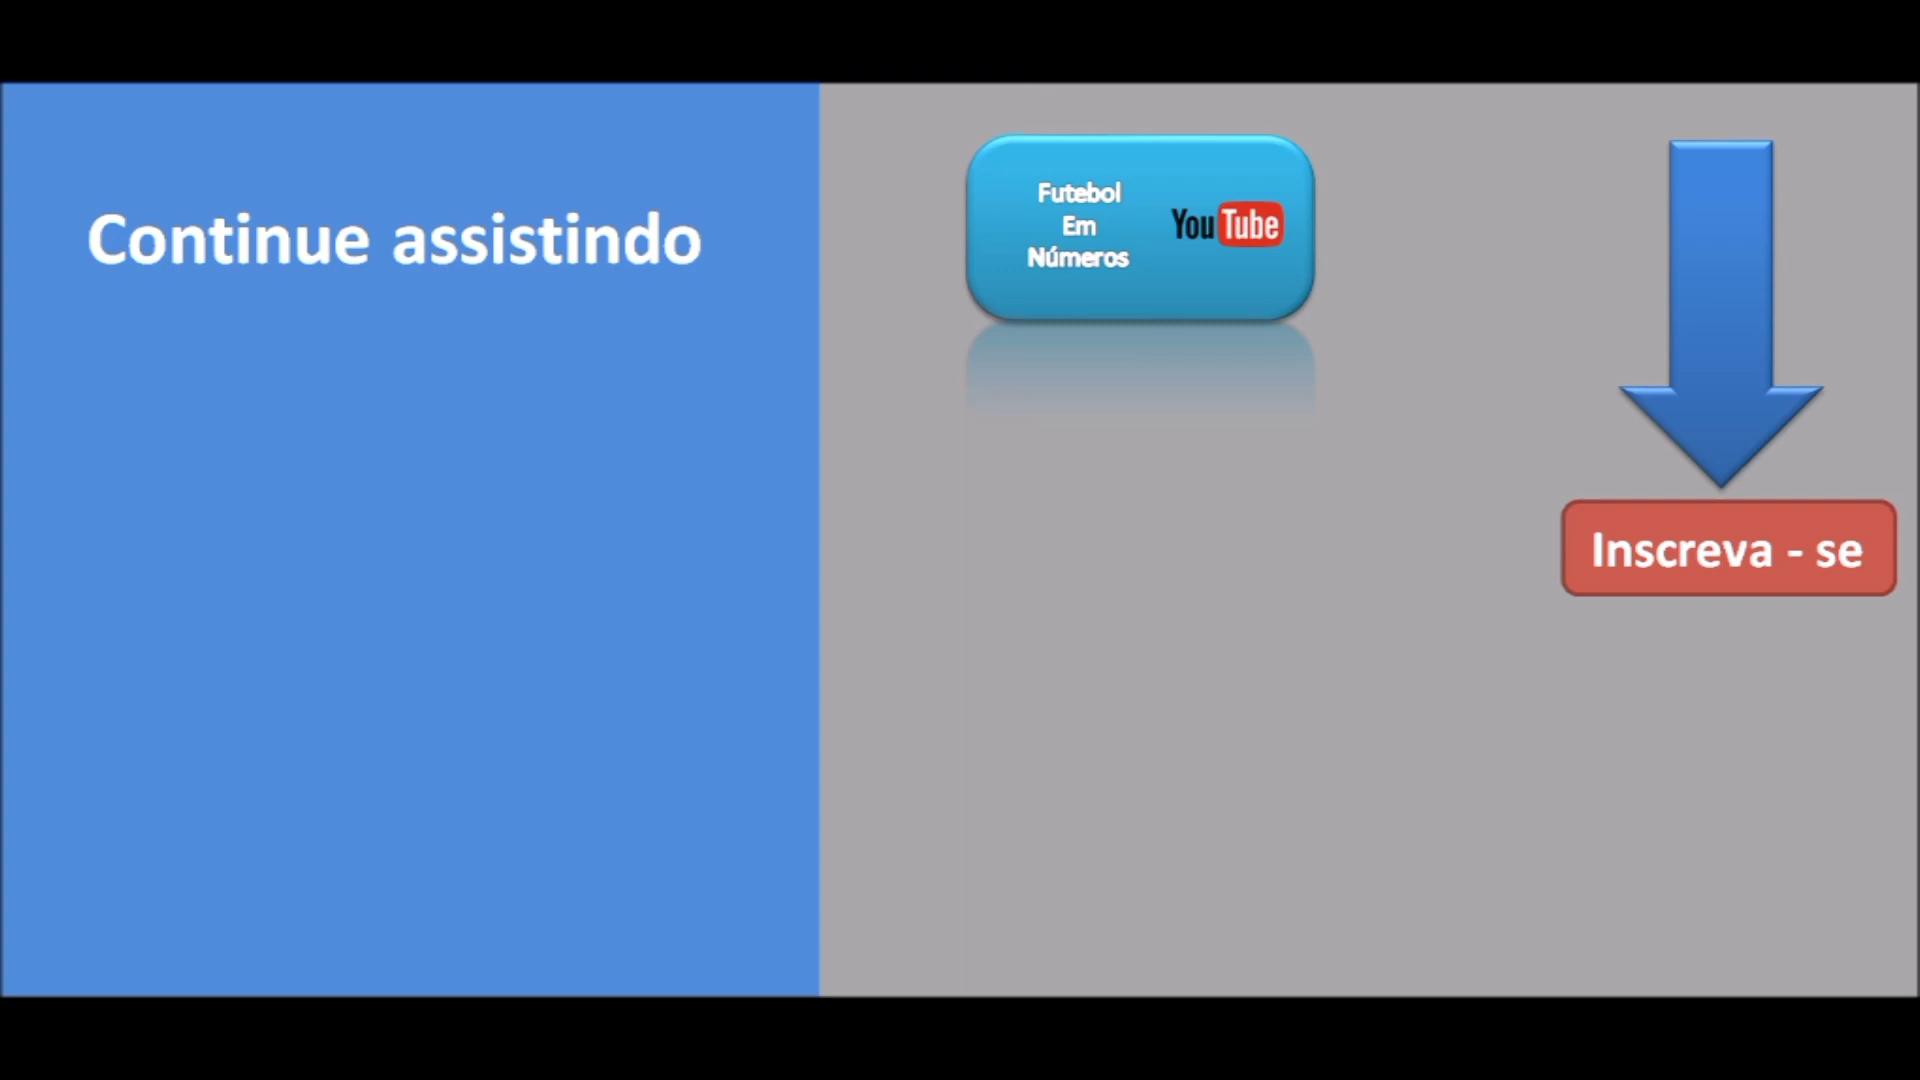 Continue assistindo
Futebol
Em
Números
YouTube
Inscreva - se